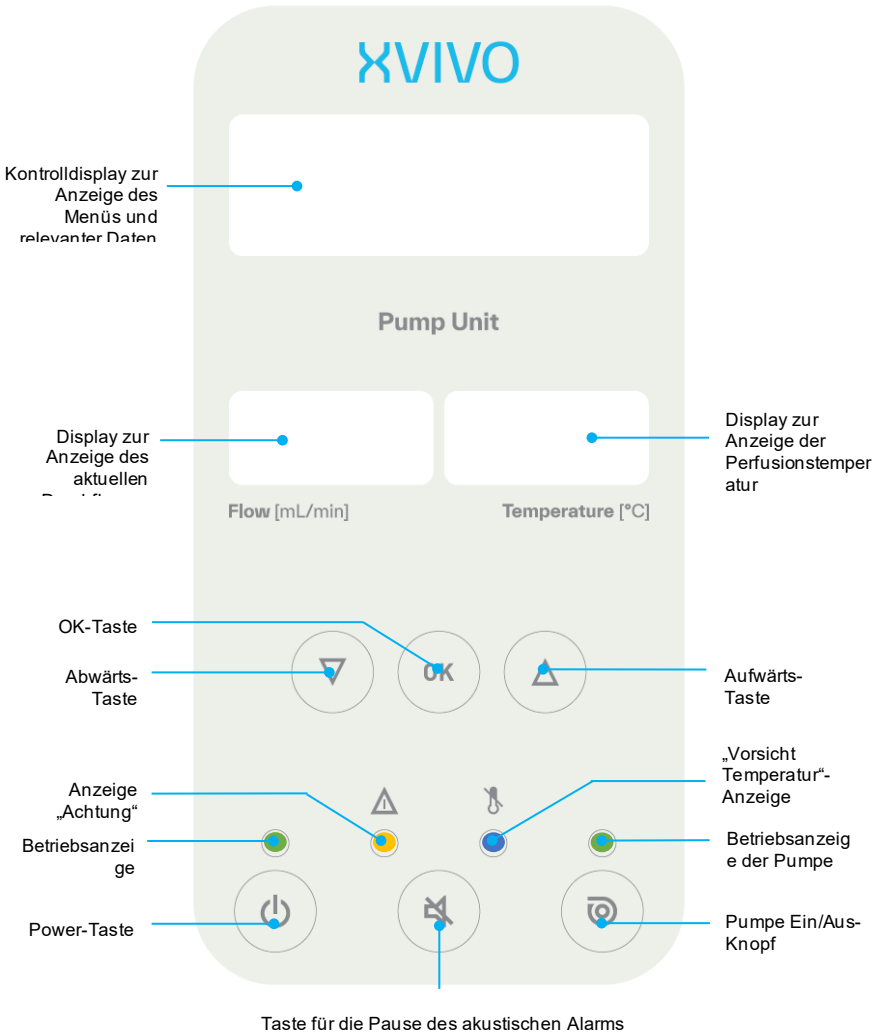 XVIVO
Kontrolldisplay zur
Anzeige des
Menüs und
relevanter Daten
Pump Unit
Display zur
Anzeige des
aktuellen
Display zur
Anzeige der
Perfusionstemper
atur
Flow [mL/min]
Temperature [°C]
OK-Taste
OK
Abwärts-
Taste
Aufwärts-
Taste
„Vorsicht
Temperatur“-
Anzeige
Anzeige
„Achtung“
Betriebsanzei
ge
Betriebsanzeig
e der Pumpe
Power-Taste
Pumpe Ein/Aus-
Knopf
Taste für die Pause des akustischen Alarms